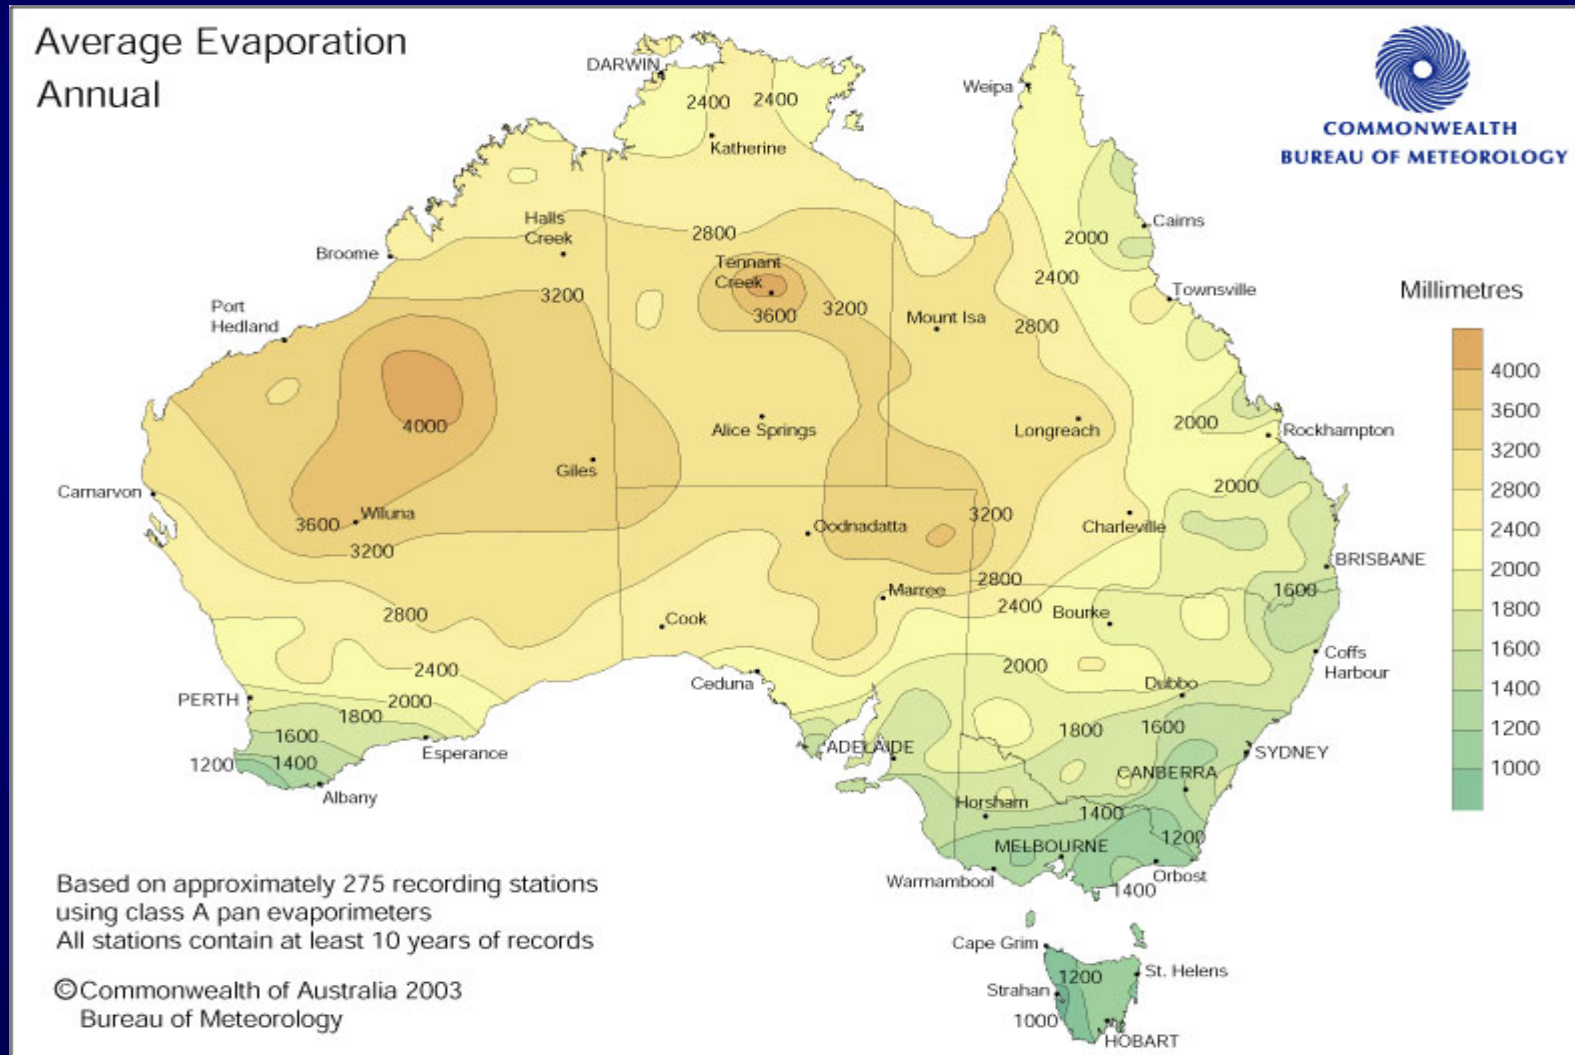 Average Evaporation
Annual
COMMONWEALTH
BUREAU OF METEOROLOGY
DARWIN
Weipa
2400
2400
Katherine
Cairns
Halls
Creek
2800
2000
Broome
Tennant
Creek
2400
3200
3200
Townsville
Port
Hedland
3600
Mount Isa
2800
4000
Alice Springs
Longreach
2000
Rockhampton
Giles
2000
Carnarvon
3600
Wiluna
Oodnadatta
3200
Charleville
3200
BRISBANE
2800
Marree
1600
2800
2400
Bourke
Cook
Coffs
Harbour
2400
2000
Ceduna
Dubbo
PERTH
2000
1800
1600
1800
1600
ADELAIDE
SYDNEY
Esperance
1200
1400
CANBERRA
Albany
Horsham
1400
1200
MELBOURNE
Warrnambool
Orbost
1400
Cape Grim
1200
St. Helens
Strahan
1000
HOBART
Millimetres
4000
3600
3200
2800
2400
2000
1800
1600
1400
1200
1000
Based on approximately 275 recording stations
using class A pan evaporimeters
All stations contain at least 10 years of records
©Commonwealth of Australia 2003
Bureau of Meteorology